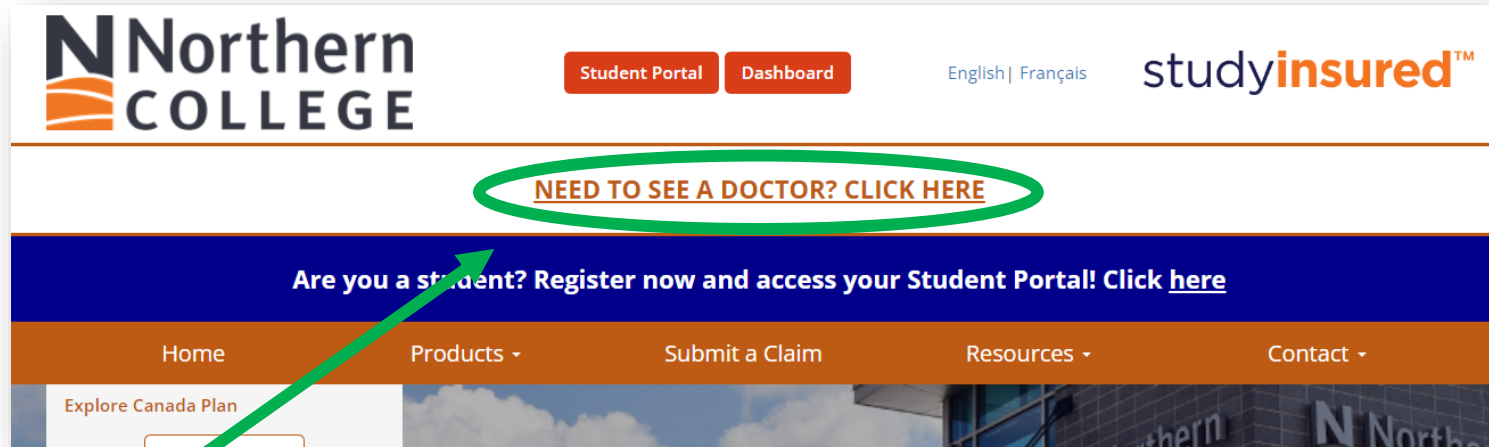 Northern
COLLEGE
Student Portal Dashboard English| Français studyinsured™
NEED TO SEE A DOCTOR? CLICK HERE
Are you a student? Register now and access your Student Portal! Click here
Home Products Submit a Claim Resources Contact
Explore Canada Plan